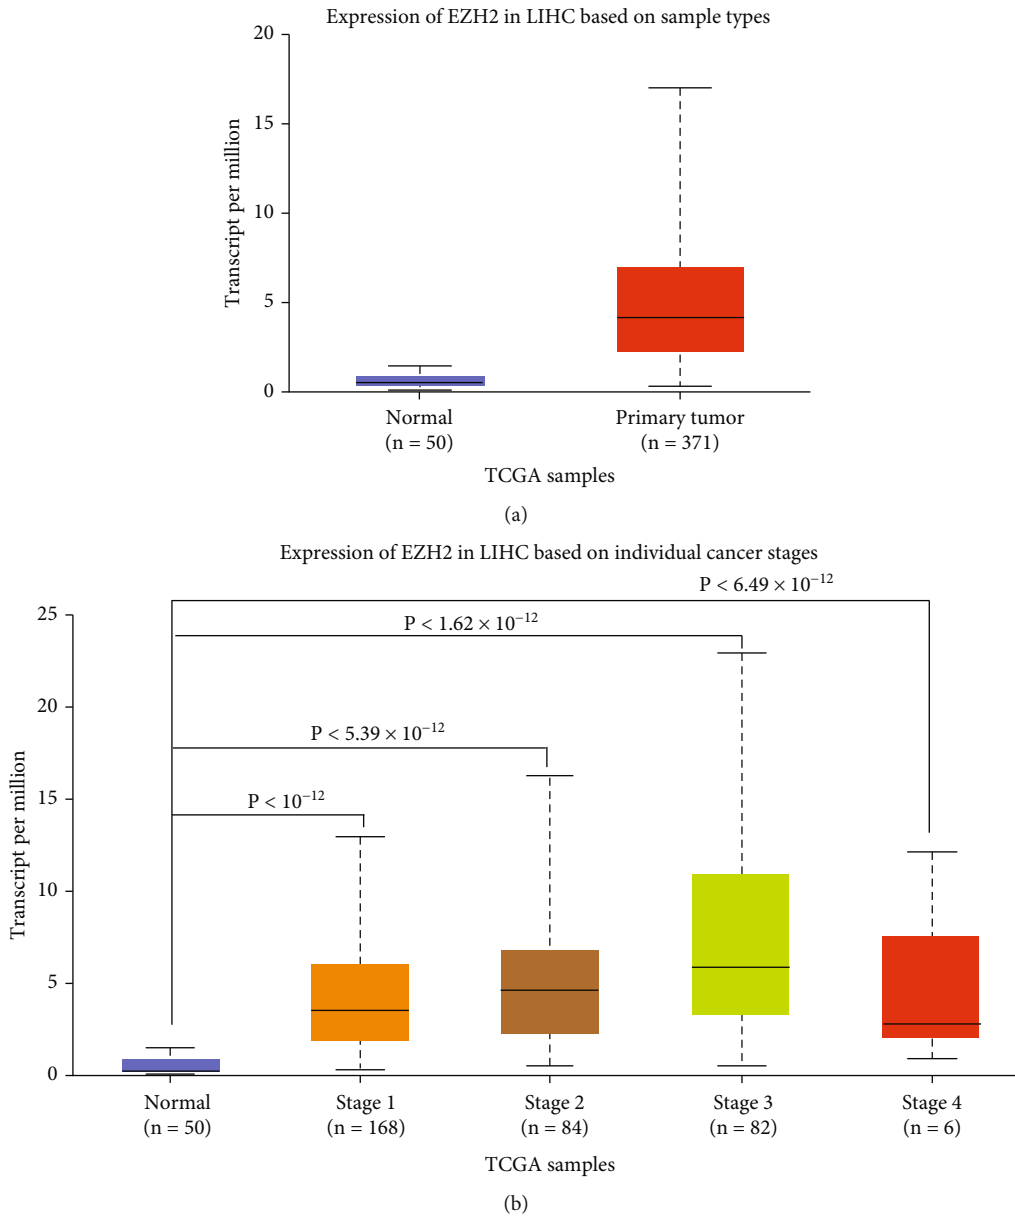 Expression of EZH2 in LIHC based on sample types
20
15
10
5
0
Transcript per million
Normal
(n = 50)
Primary tumor
(n = 371)
TCGA samples
(a)
Expression of EZH2 in LIHC based on individual cancer stages
P < 6.49 × 10⁻¹²
P < 1.62 × 10⁻¹²
P < 5.39 × 10⁻¹²
P < 10⁻¹²
25
20
15
10
5
0
Transcript per million
Normal
(n = 50)
Stage 1
(n = 168)
Stage 2
(n = 84)
Stage 3
(n = 82)
Stage 4
(n = 6)
TCGA samples
(b)